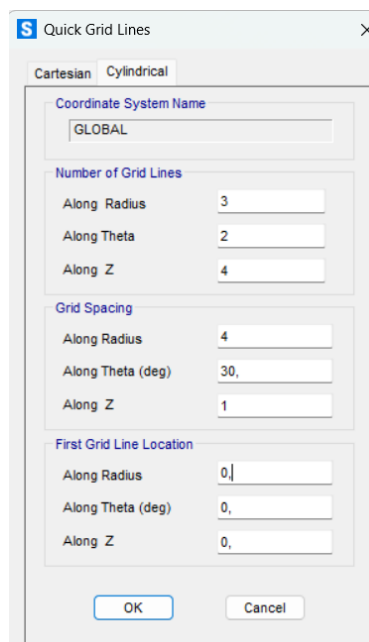 S Quick Grid Lines
Cartesian Cylindrical
Coordinate System Name
GLOBAL
Number of Grid Lines
Along Radius 3
Along Theta 2
Along Z 4
Grid Spacing
Along Radius 4
Along Theta (deg) 30,
Along Z 1
First Grid Line Location
Along Radius 0,
Along Theta (deg) 0,
Along Z 0,
OK Cancel